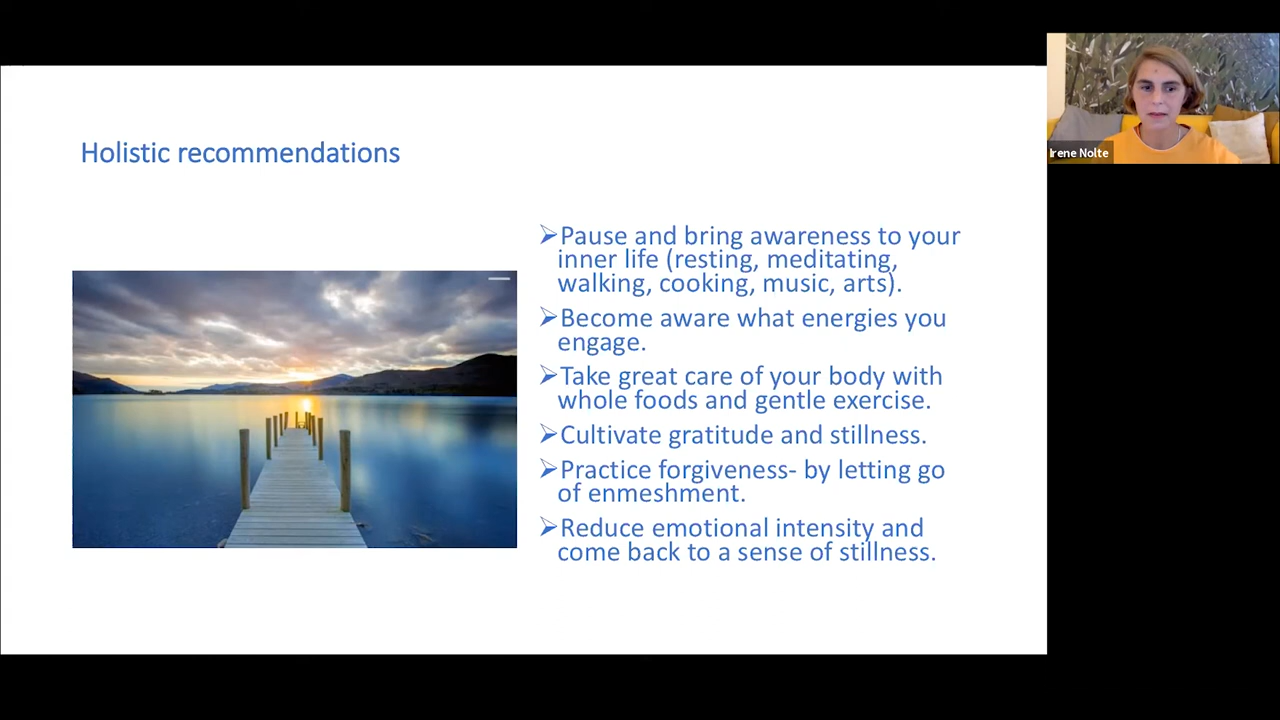 Holistic recommendations
Pause and bring awareness to your
inner life (resting, meditating,
walking, cooking, music, arts).
Become aware what energies you
engage.
Take great care of your body with
whole foods and gentle exercise.
Cultivate gratitude and stillness.
Practice forgiveness- by letting go
of enmeshment.
Reduce emotional intensity and
come back to a sense of stillness.
Irene Nolte